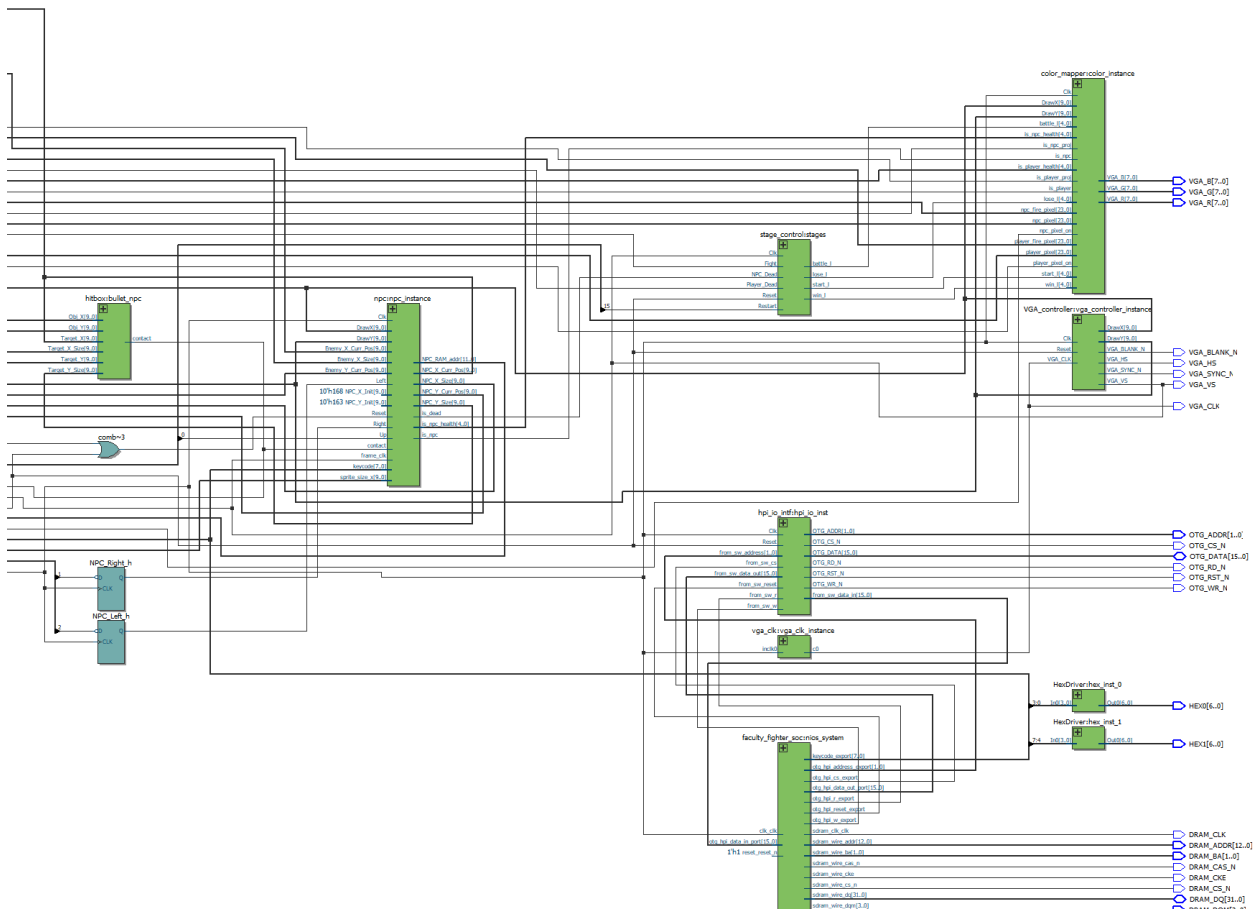 color_mapper:color_instance
Clk
DrawX[9..0]
DrawY[9..0]
battle_l[4..0]
is_npc_health[4..0]
is_npc_proj
is_npc
is_player_health[4..0]
is_player_proj
is_player
lose_l[4..0]
npc_fire_pixel[23..0]
npc_pixel[23..0]
npc_pixel_on
player_fire_pixel[23..0]
player_pixel[23..0]
player_pixel_on
start_l[4..0]
win_l[4..0]
VGA_B[7..0]
VGA_G[7..0]
VGA_R[7..0]
VGA_B[7..0]
VGA_G[7..0]
VGA_R[7..0]
stage_control:stages
Clk
Fight
NPC_Dead
Player_Dead
Reset
Restart
battle_l
lose_l
start_l
win_l
15
hitbox:bullet_npc
Obj_X[9..0]
Obj_Y[9..0]
Target_X[9..0]
Target_X_Size[9..0]
Target_Y[9..0]
Target_Y_Size[9..0]
contact
npc:npc_instance
Clk
DrawX[9..0]
DrawY[9..0]
Enemy_X_Curr_Pos[9..0]
Enemy_X_Size[9..0]
Enemy_Y_Curr_Pos[9..0]
Left
10'h168 NPC_X_Init[9..0]
10'h163 NPC_Y_Init[9..0]
Reset
Right
Up
contact
frame_clk
keycode[7..0]
sprite_size_x[9..0]
NPC_RAM_addr[11..0]
NPC_X_Curr_Pos[9..0]
NPC_X_Size[9..0]
NPC_Y_Curr_Pos[9..0]
NPC_Y_Size[9..0]
is_dead
is_npc_health[4..0]
is_npc
0
VGA_controller:vga_controller_instance
Clk
Reset
VGA_CLK
DrawX[9..0]
DrawY[9..0]
VGA_BLANK_N
VGA_HS
VGA_SYNC_N
VGA_VS
VGA_BLANK_N
VGA_HS
VGA_SYNC_N
VGA_VS
VGA_CLK
comb~3
hpi_io_intf:hpi_io_inst
Clk
Reset
from_sw_address[1..0]
from_sw_cs
from_sw_data_out[15..0]
from_sw_reset
from_sw_r
from_sw_w
OTG_ADDR[1..0]
OTG_CS_N
OTG_DATA[15..0]
OTG_RD_N
OTG_RST_N
OTG_WR_N
from_sw_data_in[15..0]
OTG_ADDR[1..0]
OTG_CS_N
OTG_DATA[15..0]
OTG_RD_N
OTG_RST_N
OTG_WR_N
NPC_Right_h
1
D
Q
CLK
NPC_Left_h
2
D
Q
CLK
vga_clk:vga_clk_instance
inclk0
c0
HexDriver:hex_inst_0
3:0
In0[3..0]
Out0[6..0]
HEX0[6..0]
HexDriver:hex_inst_1
7:4
In0[3..0]
Out0[6..0]
HEX1[6..0]
faculty_fighter_soc:nios_system
clk_clk
otg_hpi_data_in_port[15..0]
1'h1 reset_reset_n
keycode_export[7..0]
otg_hpi_address_export[1..0]
otg_hpi_cs_export
otg_hpi_data_out_port[15..0]
otg_hpi_r_export
otg_hpi_reset_export
otg_hpi_w_export
sdram_clk_clk
sdram_wire_addr[12..0]
sdram_wire_ba[1..0]
sdram_wire_cas_n
sdram_wire_cke
sdram_wire_cs_n
sdram_wire_dq[31..0]
sdram_wire_dqm[3..0]
DRAM_CLK
DRAM_ADDR[12..0]
DRAM_BA[1..0]
DRAM_CAS_N
DRAM_CKE
DRAM_CS_N
DRAM_DQ[31..0]